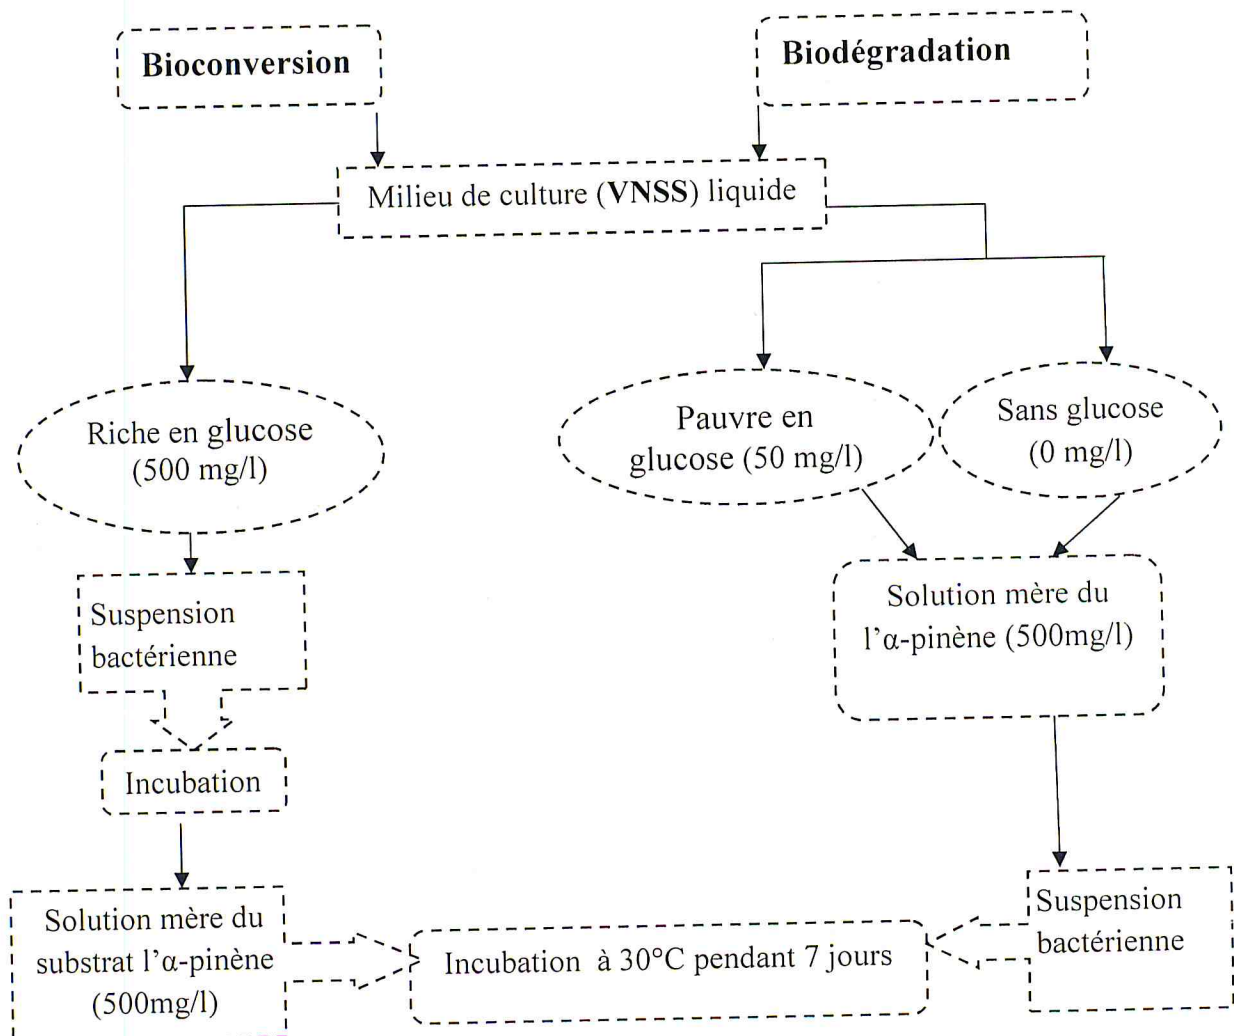 Bioconversion
Biodégradation
Milieu de culture (VNSS) liquide
Riche en glucose
(500 mg/l)
Pauvre en
glucose (50 mg/l)
Sans glucose
(0 mg/l)
Suspension
bactérienne
Solution mère du
l'α-pinène (500mg/l)
Incubation
Solution mère du
substrat l'α-pinène
(500mg/l)
Incubation à 30°C pendant 7 jours
Suspension
bactérienne